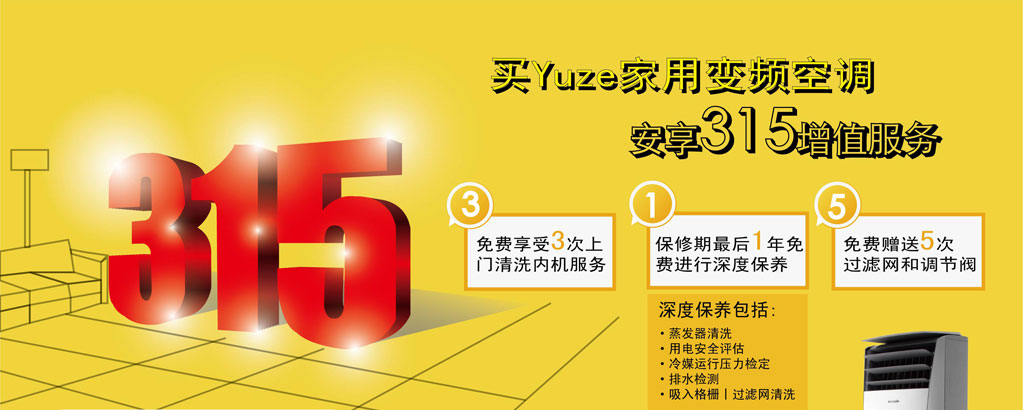 买Yuze家用变频空调
安享315增值服务
315
3
免费享受3次上
门清洗内机服务
1
保修期最后1年免
费进行深度保养
5
免费赠送5次
过滤网和调节阀
深度保养包括:
·蒸发器清洗
·用电安全评估
·冷媒运行压力检定
·排水检测
·吸入格栅|过滤网清洗